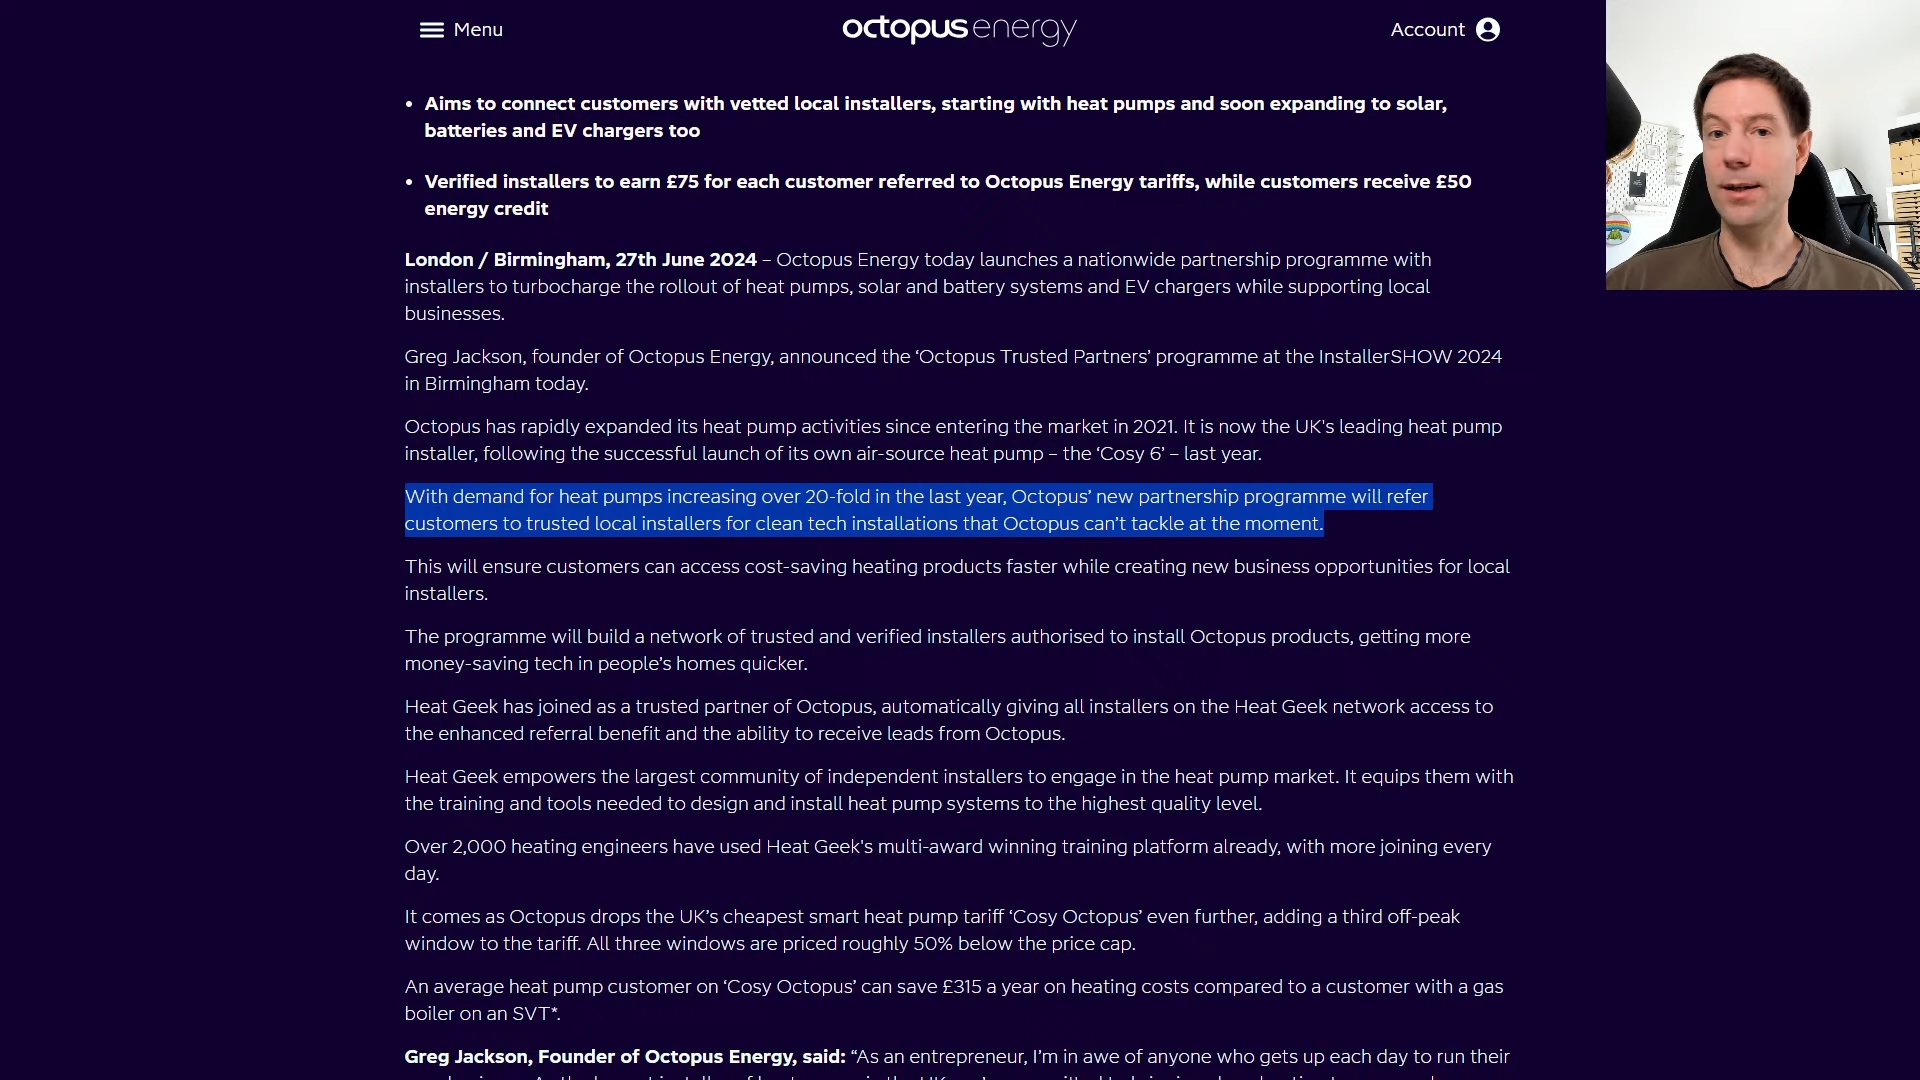 Menu
octopus energy
Account
• Aims to connect customers with vetted local installers, starting with heat pumps and soon expanding to solar,
batteries and EV chargers too
• Verified installers to earn £75 for each customer referred to Octopus Energy tariffs, while customers receive £50
energy credit
London / Birmingham, 27th June 2024 – Octopus Energy today launches a nationwide partnership programme with
installers to turbocharge the rollout of heat pumps, solar and battery systems and EV chargers while supporting local
businesses.
Greg Jackson, founder of Octopus Energy, announced the ‘Octopus Trusted Partners’ programme at the InstallerSHOW 2024
in Birmingham today.
Octopus has rapidly expanded its heat pump activities since entering the market in 2021. It is now the UK's leading heat pump
installer, following the successful launch of its own air-source heat pump – the ‘Cosy 6’ – last year.
With demand for heat pumps increasing over 20-fold in the last year, Octopus’ new partnership programme will refer
customers to trusted local installers for clean tech installations that Octopus can’t tackle at the moment.
This will ensure customers can access cost-saving heating products faster while creating new business opportunities for local
installers.
The programme will build a network of trusted and verified installers authorised to install Octopus products, getting more
money-saving tech in people’s homes quicker.
Heat Geek has joined as a trusted partner of Octopus, automatically giving all installers on the Heat Geek network access to
the enhanced referral benefit and the ability to receive leads from Octopus.
Heat Geek empowers the largest community of independent installers to engage in the heat pump market. It equips them with
the training and tools needed to design and install heat pump systems to the highest quality level.
Over 2,000 heating engineers have used Heat Geek's multi-award winning training platform already, with more joining every
day.
It comes as Octopus drops the UK’s cheapest smart heat pump tariff ‘Cosy Octopus’ even further, adding a third off-peak
window to the tariff. All three windows are priced roughly 50% below the price cap.
An average heat pump customer on ‘Cosy Octopus’ can save £315 a year on heating costs compared to a customer with a gas
boiler on an SVT*.
Greg Jackson, Founder of Octopus Energy, said: “As an entrepreneur, I’m in awe of anyone who gets up each day to run their